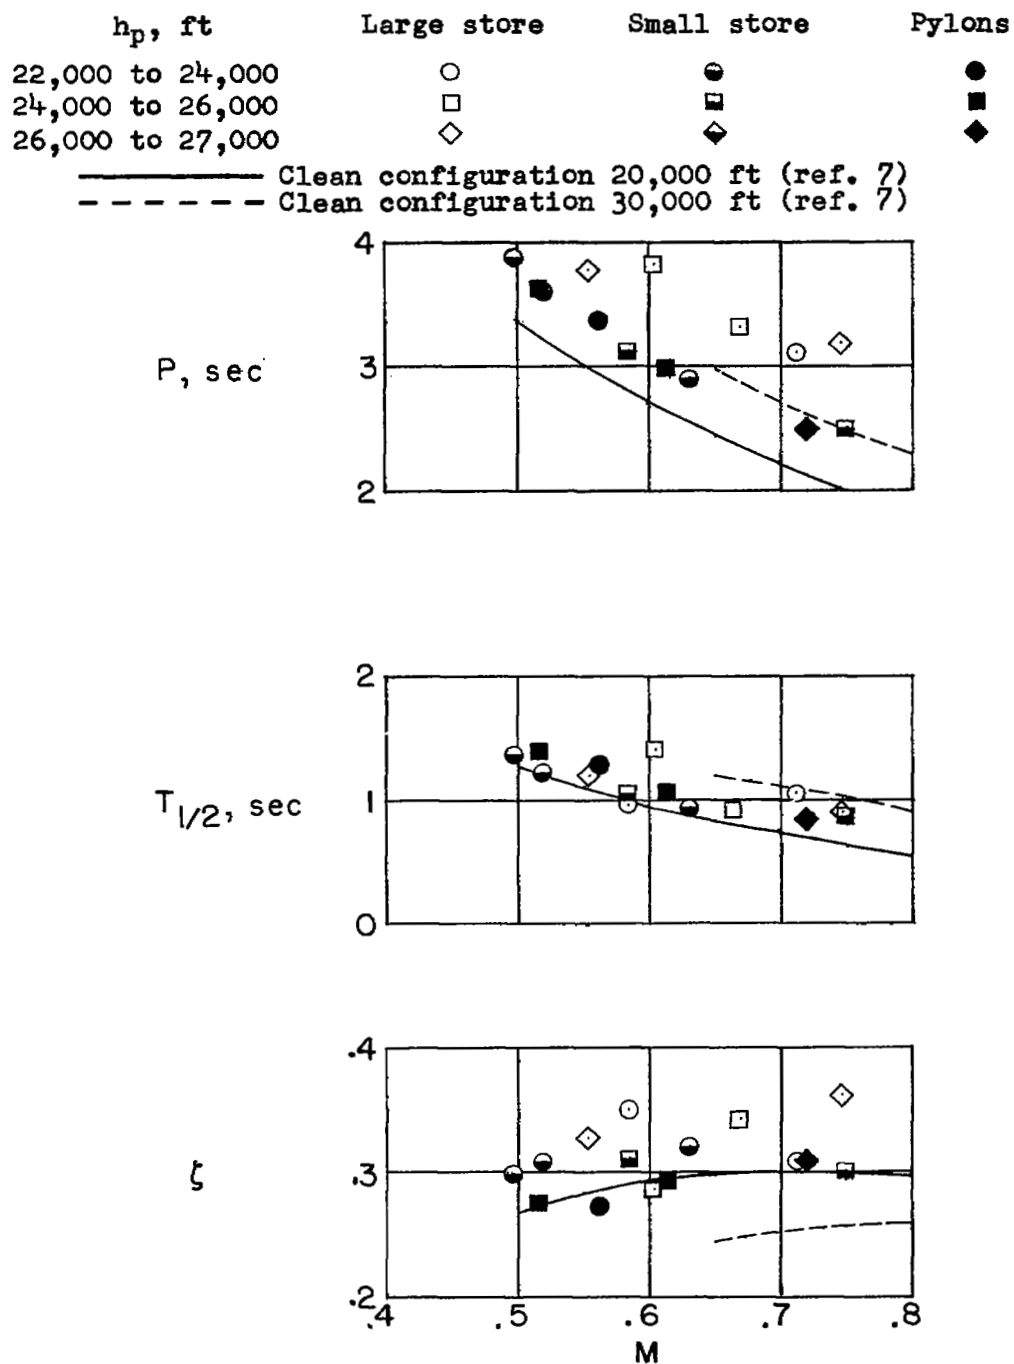 hp, ft Large store Small store Pylons
22,000 to 24,000
24,000 to 26,000
26,000 to 27,000
Clean configuration 20,000 ft (ref. 7)
Clean configuration 30,000 ft (ref. 7)
4
P, sec 3
2
2
T1/2, sec 1
0
.4
ζ .3
.2
.4 .5 .6 .7 .8
M